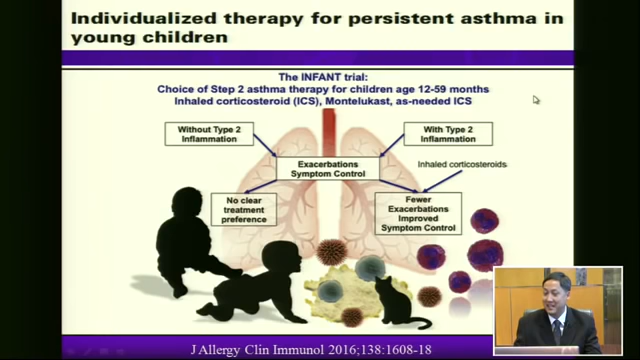 Individualized therapy for persistent asthma in
young children
The INFANT trial:
Choice of Step 2 asthma therapy for children age 12-59 months
Inhaled corticosteroid (ICS), Montelukast, as-needed ICS
Without Type 2
Inflammation
With Type 2
Inflammation
Exacerbations
Symptom Control
Inhaled corticosteroids
No clear
treatment
preference
Fewer
Exacerbations
Improved
Symptom Control
J Allergy Clin Immunol 2016;138:1608-18